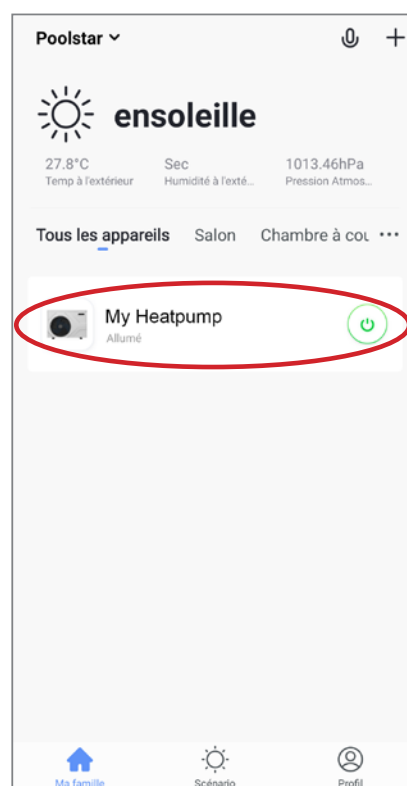 Poolstar
ensoleille
27.8°C Sec 1013.46hPa
Temp à l'extérieur Humidité à l'exté... Pression Atmos...
Tous les appareils Salon Chambre à cou ...
My Heatpump
Allumé
Ma famille Scénario Profil